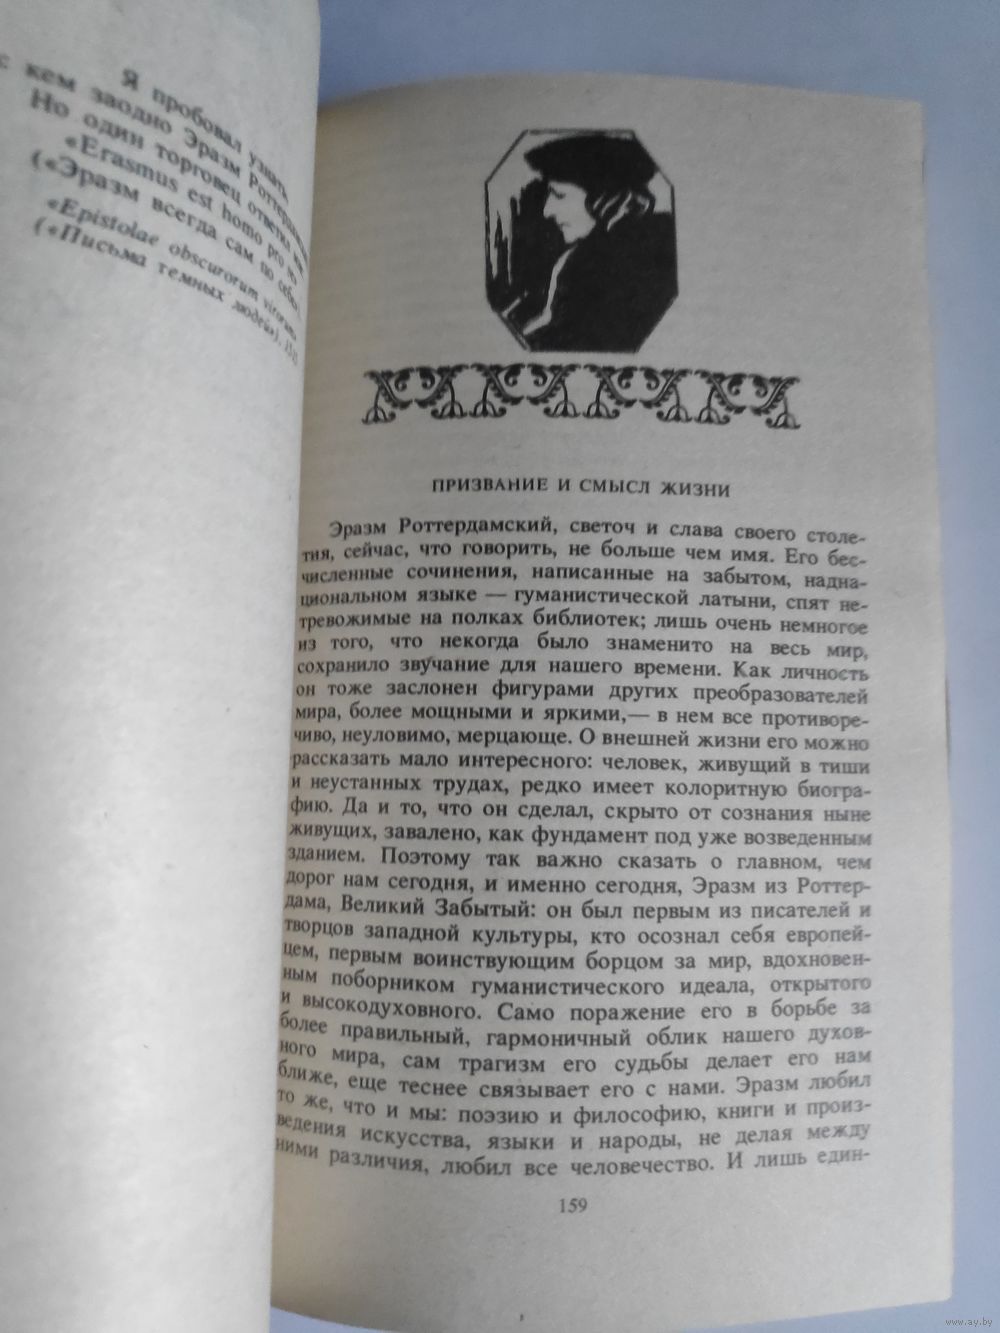 Я пробовал узнать
с кем заодно Эразм Роттердамский
Но один торговец ответил мне
«Erasmus est homo pro se»
(«Эразм всегда сам по себе»).
«Epistolae obscurorum virorum»
(«Письма темных людей»), 1515
ПРИЗВАНИЕ И СМЫСЛ ЖИЗНИ
Эразм Роттердамский, светоч и слава своего столе-
тия, сейчас, что говорить, не больше чем имя. Его бес-
численные сочинения, написанные на забытом, надна-
циональном языке — гуманистической латыни, спят не-
тревожимые на полках библиотек; лишь очень немногое
из того, что некогда было знаменито на весь мир,
сохранило звучание для нашего времени. Как личность
он тоже заслонен фигурами других преобразователей
мира, более мощными и яркими,— в нем все противоре-
чиво, неуловимо, мерцающе. О внешней жизни его можно
рассказать мало интересного: человек, живущий в тиши
и неустанных трудах, редко имеет колоритную биогра-
фию. Да и то, что он сделал, скрыто от сознания ныне
живущих, завалено, как фундамент под уже возведенным
зданием. Поэтому так важно сказать о главном, чем
дорог нам сегодня, и именно сегодня, Эразм из Роттер-
дама, Великий Забытый: он был первым из писателей и
творцов западной культуры, кто осознал себя европей-
цем, первым воинствующим борцом за мир, вдохновен-
ным поборником гуманистического идеала, открытого
и высокодуховного. Само поражение его в борьбе за
более правильный, гармоничный облик нашего духов-
ного мира, сам трагизм его судьбы делает его нам
ближе, еще теснее связывает его с нами. Эразм любил
то же, что и мы: поэзию и философию, книги и произ-
ведения искусства, языки и народы, не делая между
ними различия, любил все человечество. И лишь един-
159
www.ay.by